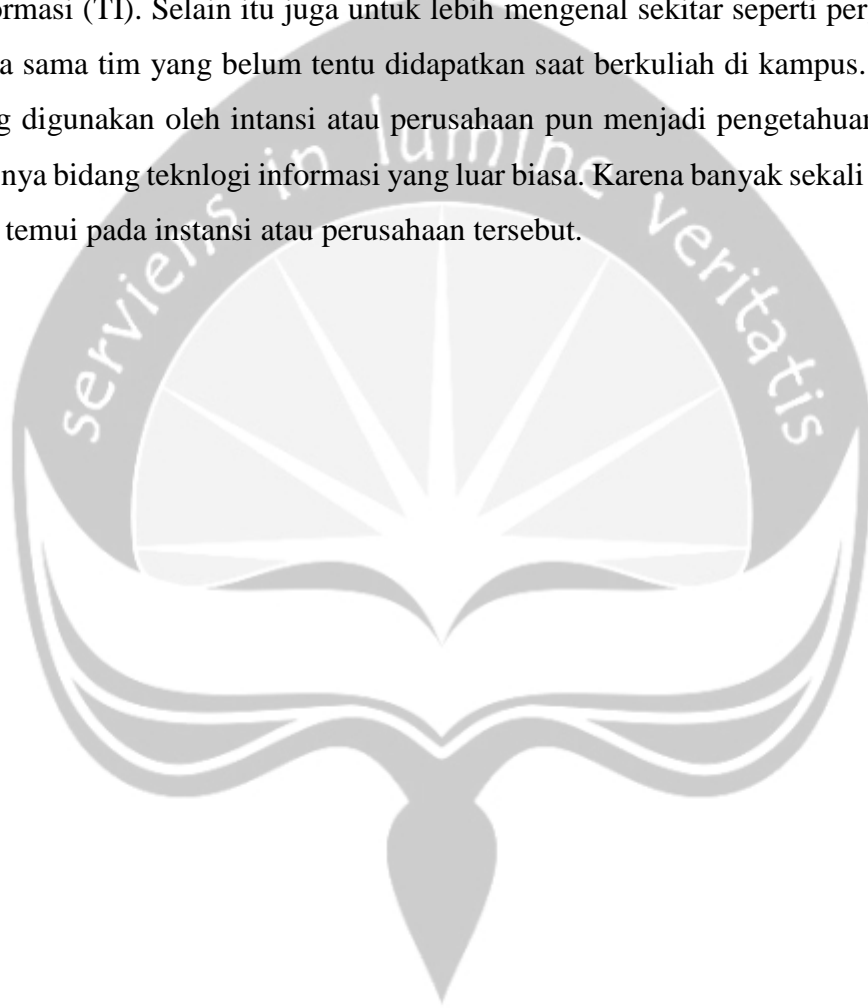 ormasi (TI). Selain itu juga untuk lebih mengenal sekitar seperti per
a sama tim yang belum tentu didapatkan saat berkuliah di kampus.
g digunakan oleh intansi atau perusahaan pun menjadi pengetahuan
nya bidang teknlogi informasi yang luar biasa. Karena banyak sekali
temui pada instansi atau perusahaan tersebut.
serviens in lumine veritatis